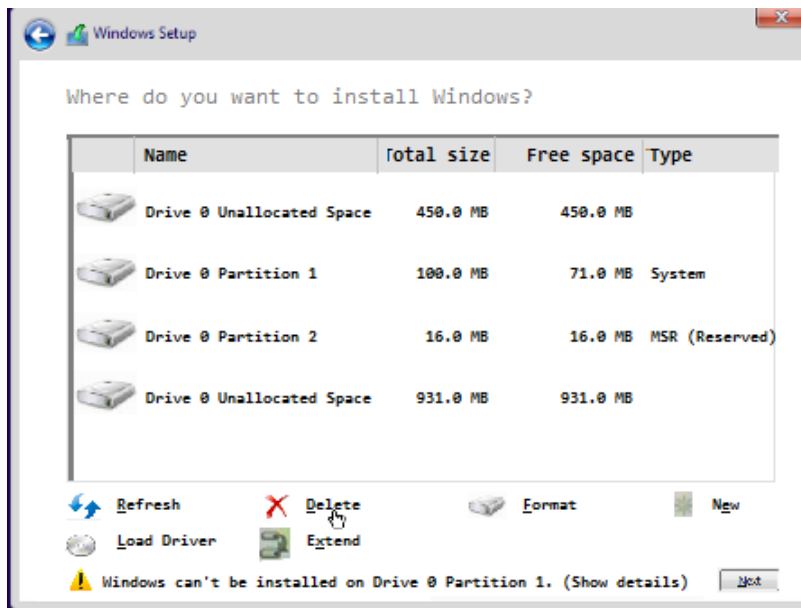 Windows Setup
Where do you want to install Windows?
Name Total size Free space Type
Drive 0 Unallocated Space 450.0 MB 450.0 MB
Drive 0 Partition 1 100.0 MB 71.0 MB System
Drive 0 Partition 2 16.0 MB 16.0 MB MSR (Reserved)
Drive 0 Unallocated Space 931.0 MB 931.0 MB
Refresh Delete Format New
Load Driver Extend
Windows can't be installed on Drive 0 Partition 1. (Show details) Next